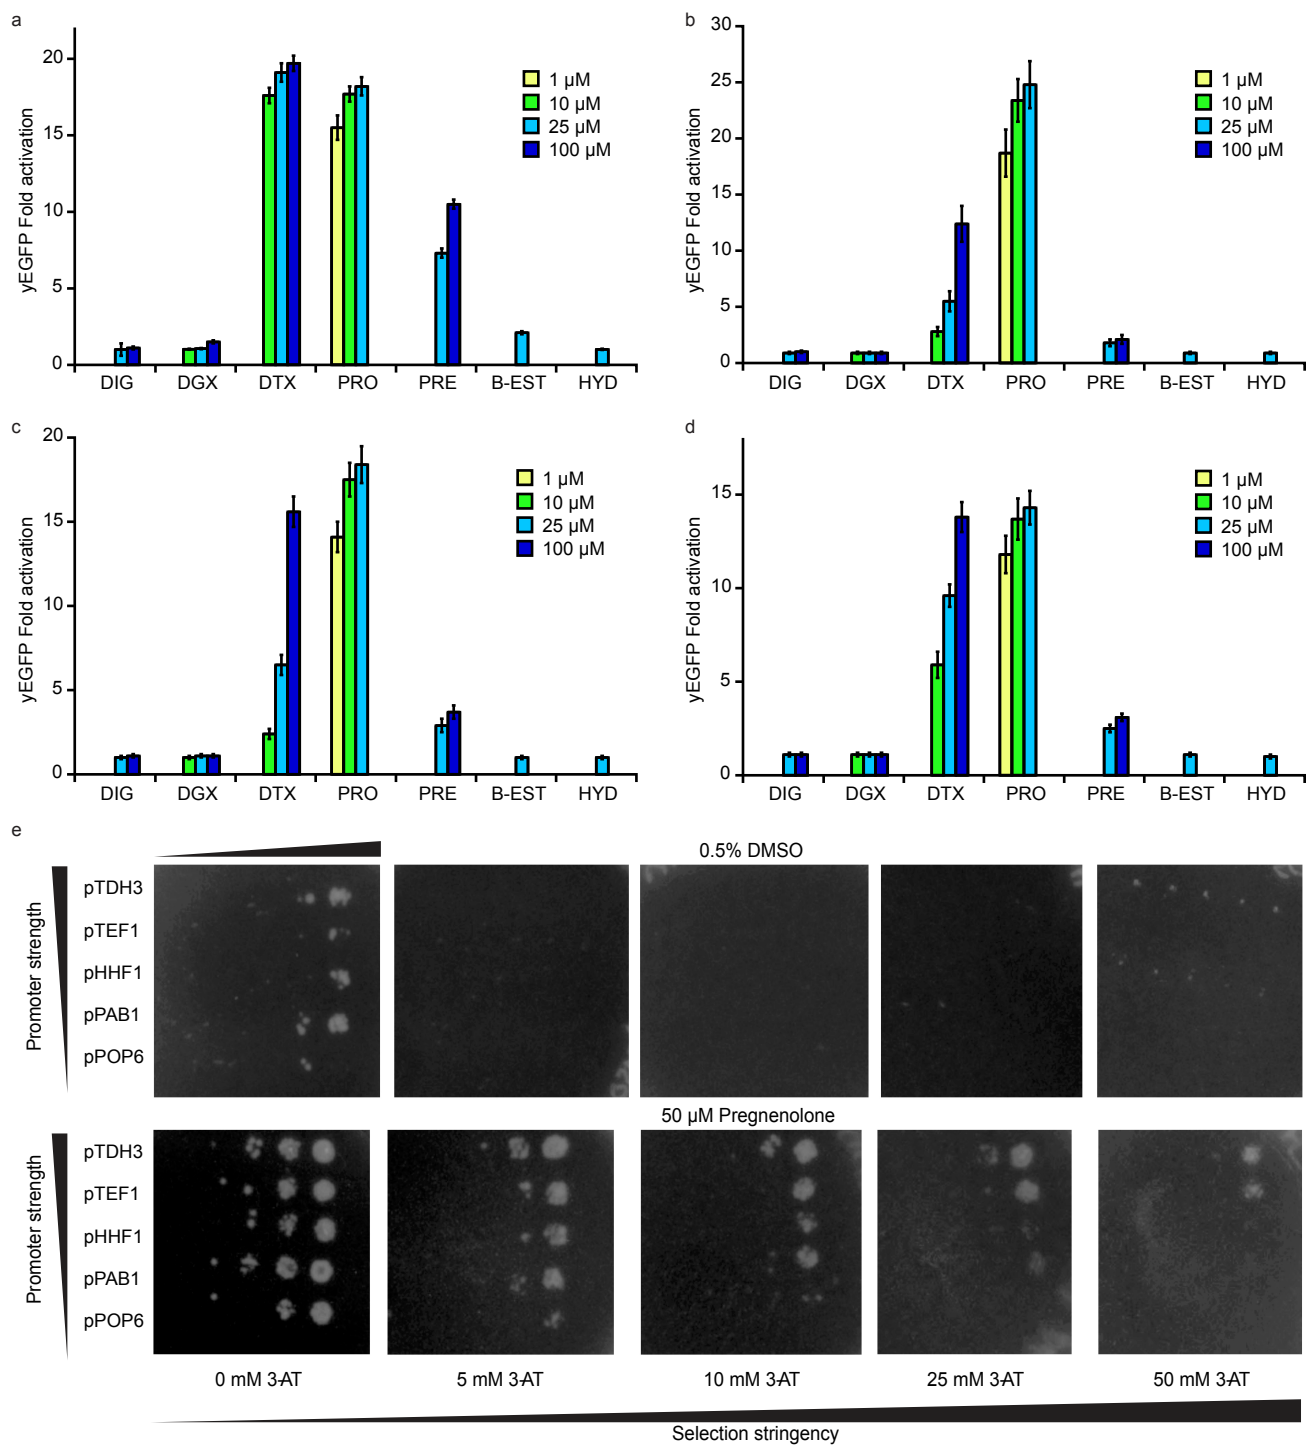 a
yEGFP Fold activation
20
15
10
5
0
1 µM
10 µM
25 µM
100 µM
DIG DGX DTX PRO PRE B-EST HYD
b
yEGFP Fold activation
30
25
20
15
10
5
0
1 µM
10 µM
25 µM
100 µM
DIG DGX DTX PRO PRE B-EST HYD
c
yEGFP Fold activation
20
15
10
5
0
1 µM
10 µM
25 µM
100 µM
DIG DGX DTX PRO PRE B-EST HYD
d
yEGFP Fold activation
15
10
5
0
1 µM
10 µM
25 µM
100 µM
DIG DGX DTX PRO PRE B-EST HYD
e
0.5% DMSO
Promoter strength
pTDH3
pTEF1
pHHF1
pPAB1
pPOP6
50 µM Pregnenolone
Promoter strength
pTDH3
pTEF1
pHHF1
pPAB1
pPOP6
0 mM 3-AT 5 mM 3-AT 10 mM 3-AT 25 mM 3-AT 50 mM 3-AT
Selection stringency